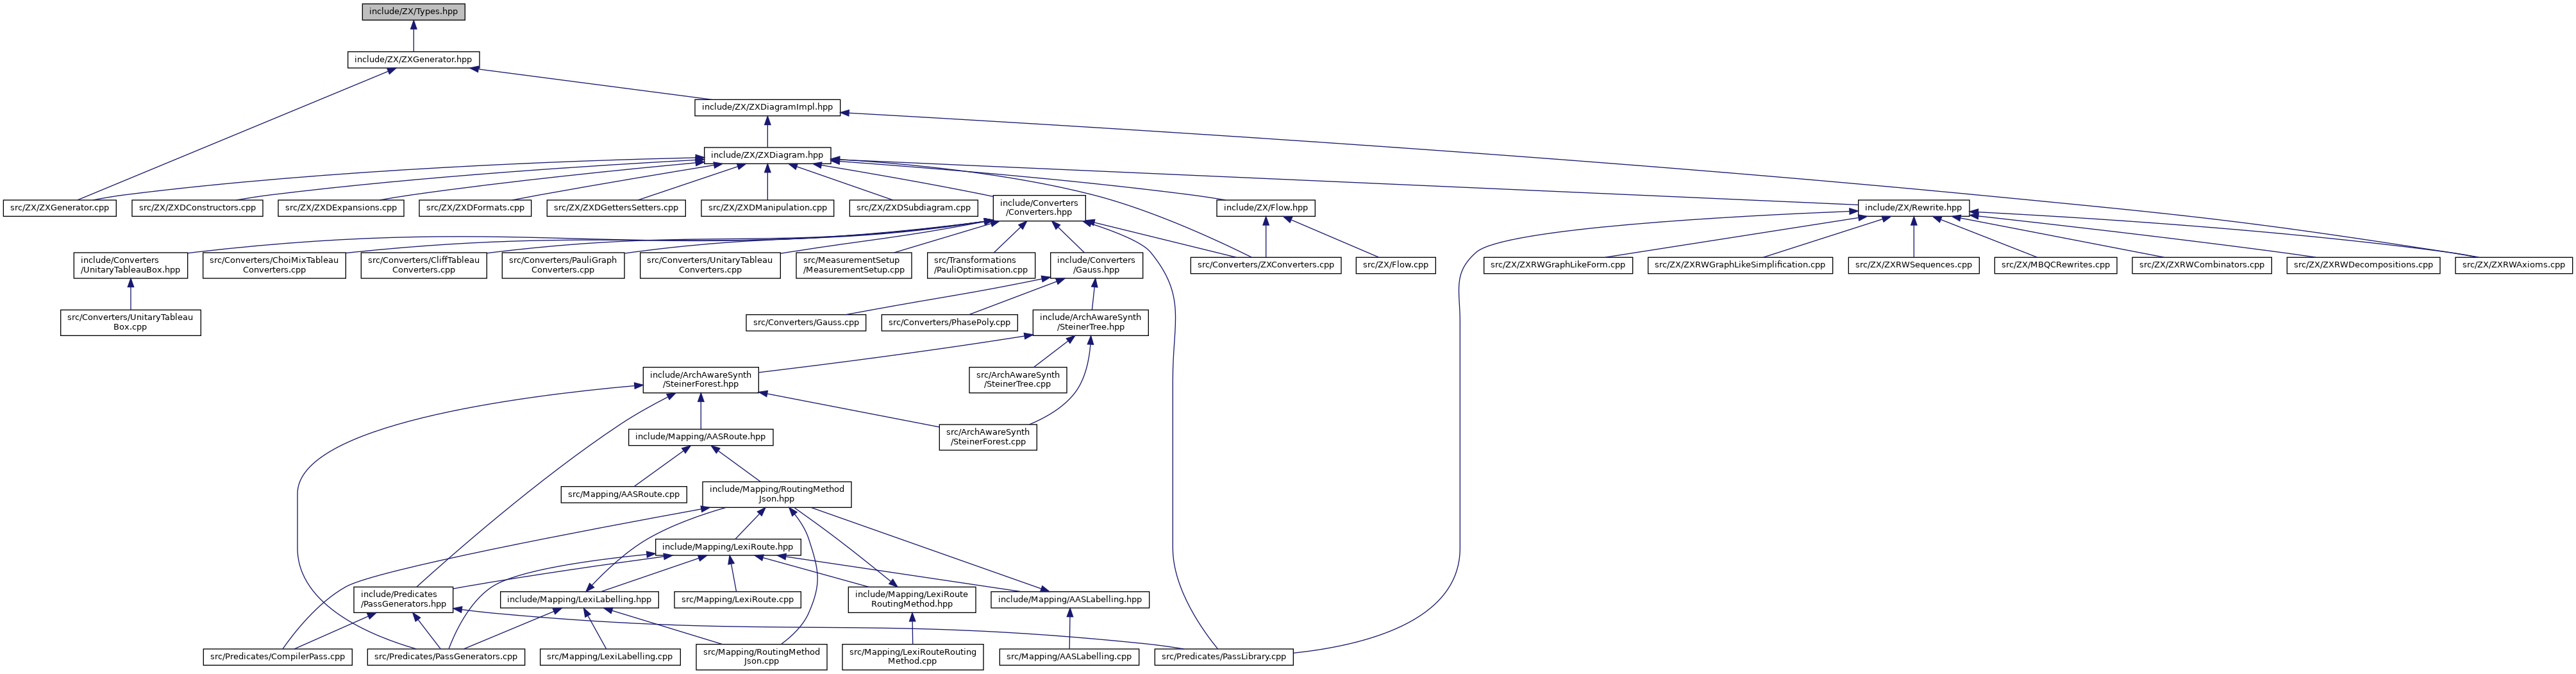 include/ZX/Types.hpp
include/ZX/ZXGenerator.hpp
include/ZX/ZXDiagramImpl.hpp
include/ZX/ZXDiagram.hpp
src/ZX/ZXGenerator.cpp
src/ZX/ZXDConstructors.cpp
src/ZX/ZXDExpansions.cpp
src/ZX/ZXDFormats.cpp
src/ZX/ZXDGettersSetters.cpp
src/ZX/ZXDManipulation.cpp
src/ZX/ZXDSubdiagram.cpp
include/Converters
/Converters.hpp
include/ZX/Flow.hpp
include/ZX/Rewrite.hpp
include/Converters
/UnitaryTableauBox.hpp
src/Converters/ChoiMixTableau
Converters.cpp
src/Converters/CliffTableau
Converters.cpp
src/Converters/PauliGraph
Converters.cpp
src/Converters/UnitaryTableau
Converters.cpp
src/MeasurementSetup
/MeasurementSetup.cpp
src/Transformations
/PauliOptimisation.cpp
include/Converters
/Gauss.hpp
src/Converters/ZXConverters.cpp
src/ZX/Flow.cpp
src/ZX/ZXRWGraphLikeForm.cpp
src/ZX/ZXRWGraphLikeSimplification.cpp
src/ZX/ZXRWSequences.cpp
src/ZX/MBQCRewrites.cpp
src/ZX/ZXRWCombinators.cpp
src/ZX/ZXRWDecompositions.cpp
src/ZX/ZXRWAxioms.cpp
src/Converters/UnitaryTableau
Box.cpp
src/Converters/Gauss.cpp
src/Converters/PhasePoly.cpp
include/ArchAwareSynth
/SteinerTree.hpp
include/ArchAwareSynth
/SteinerForest.hpp
src/ArchAwareSynth
/SteinerTree.cpp
include/Mapping/AASRoute.hpp
src/ArchAwareSynth
/SteinerForest.cpp
src/Mapping/AASRoute.cpp
include/Mapping/RoutingMethod
Json.hpp
include/Mapping/LexiRoute.hpp
include/Predicates
/PassGenerators.hpp
include/Mapping/LexiLabelling.hpp
src/Mapping/LexiRoute.cpp
include/Mapping/LexiRoute
RoutingMethod.hpp
include/Mapping/AASLabelling.hpp
src/Predicates/CompilerPass.cpp
src/Predicates/PassGenerators.cpp
src/Mapping/LexiLabelling.cpp
src/Mapping/RoutingMethod
Json.cpp
src/Mapping/LexiRouteRouting
Method.cpp
src/Mapping/AASLabelling.cpp
src/Predicates/PassLibrary.cpp